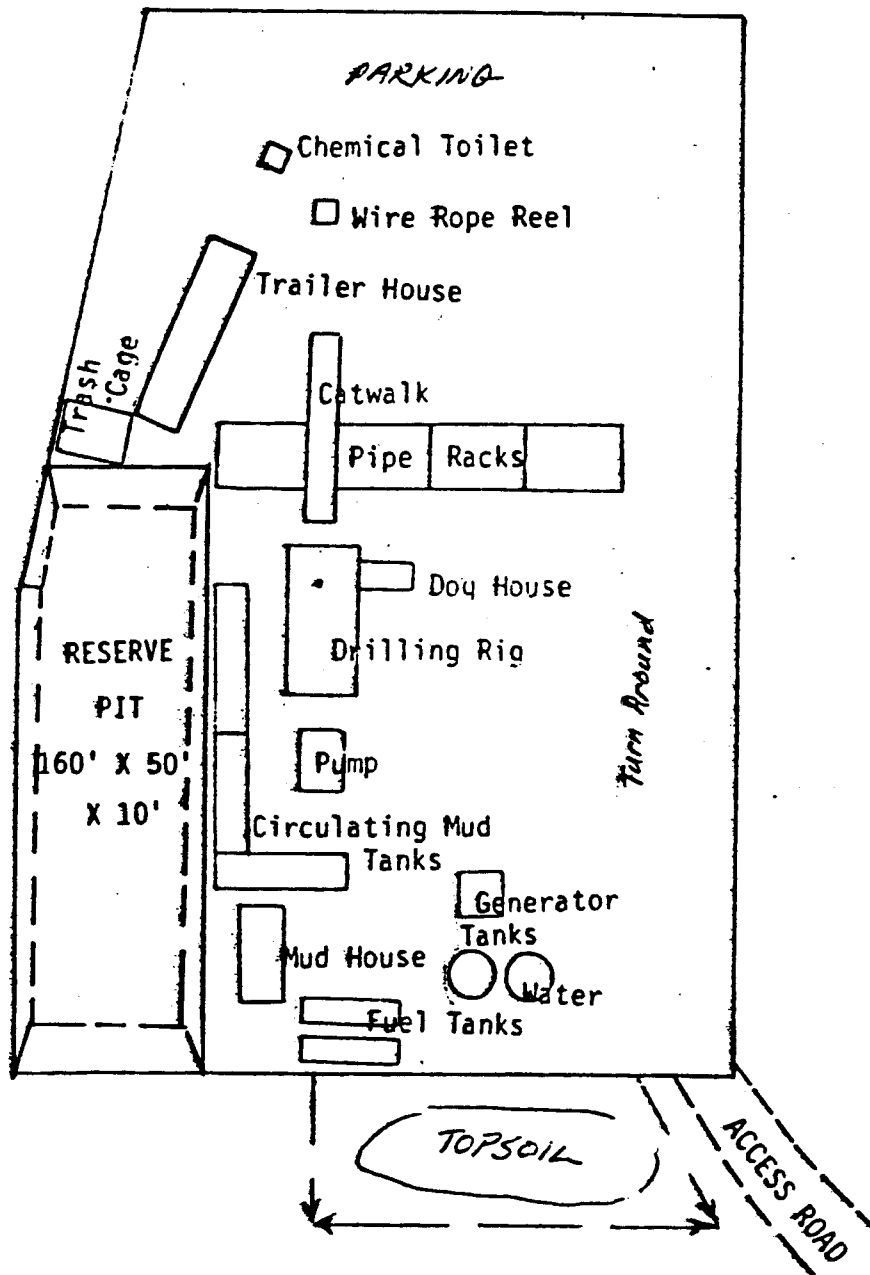 PARKING
Chemical Toilet
Wire Rope Reel
Trailer House
Trash
Cage
Catwalk
Pipe Racks
Dog House
Drilling Rig
RESERVE
PIT
160' X 50'
X 10'
Turn Around
Pump
Circulating Mud
Tanks
Generator
Tanks
Mud House
Water
Fuel Tanks
TOPSOIL
ACCESS ROAD